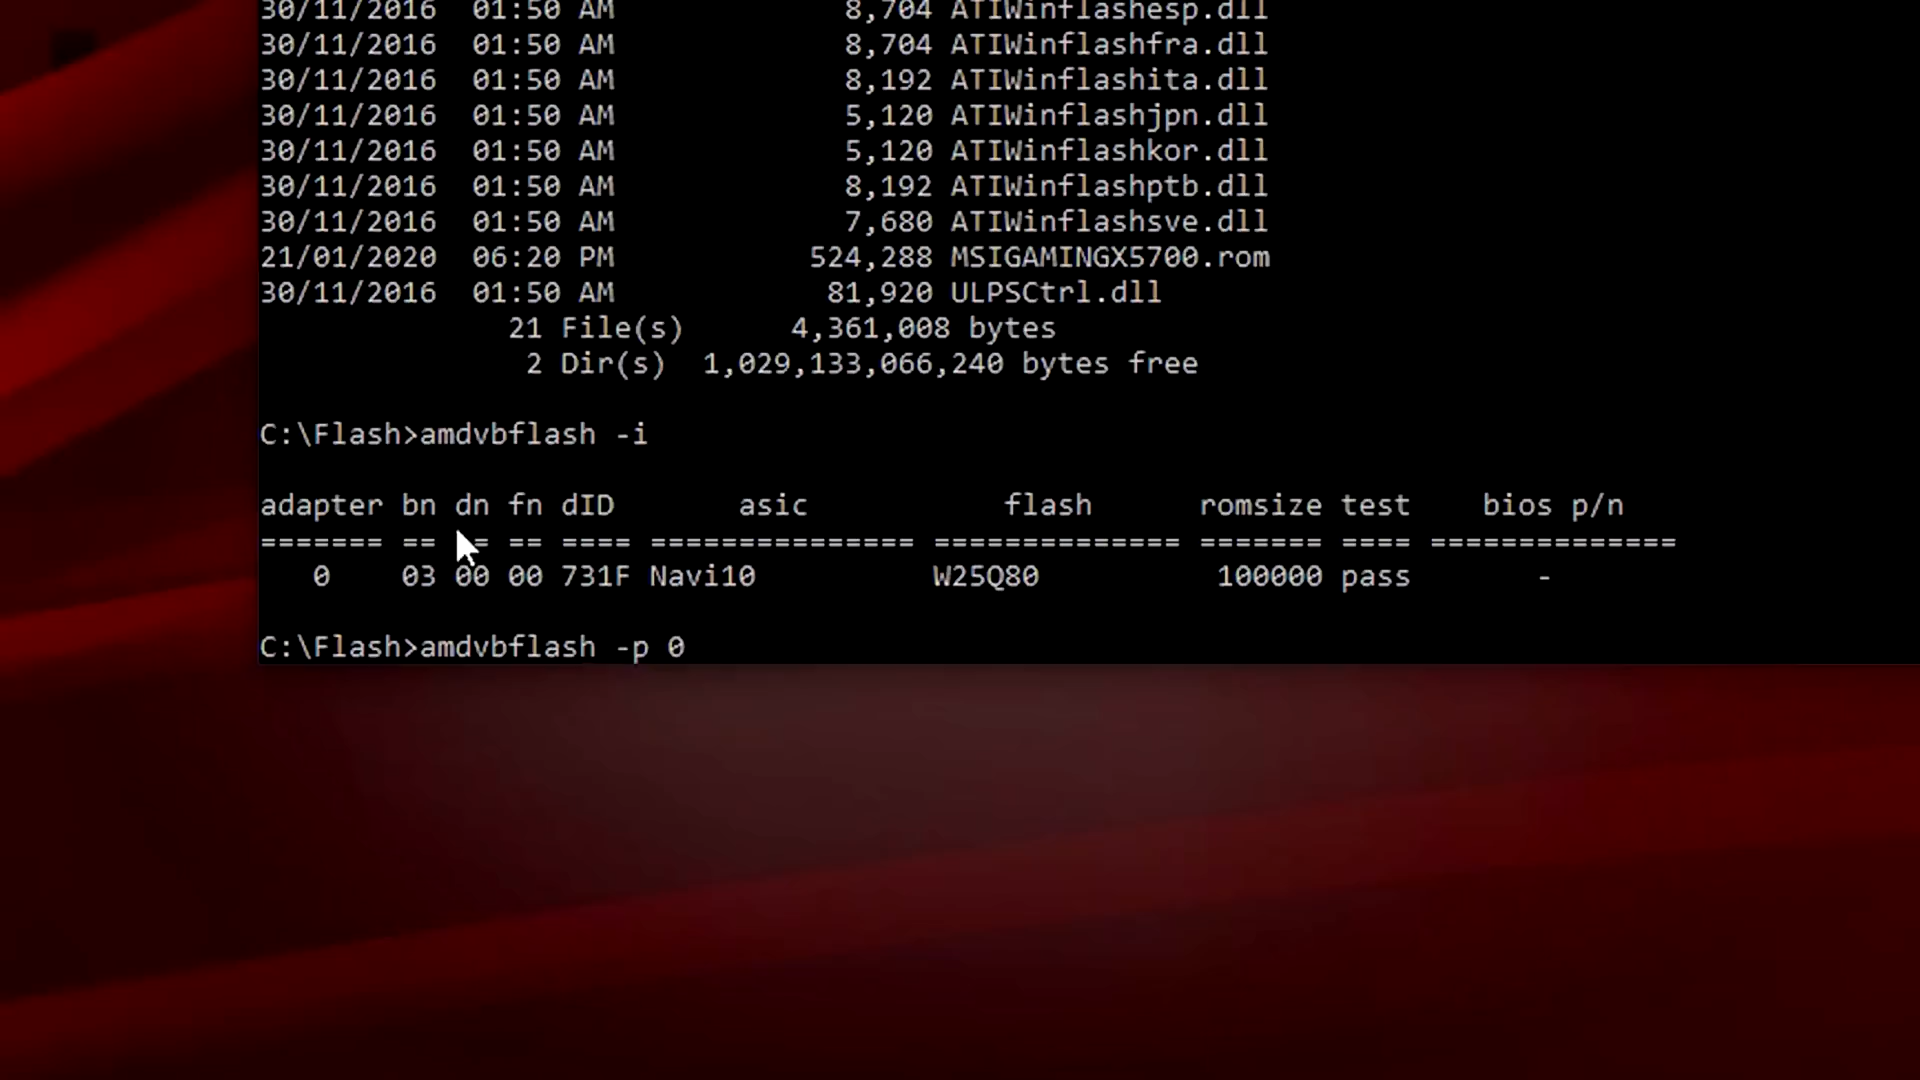 30/11/2016  01:50 AM             8,704 ATIWinflashesp.dll
30/11/2016  01:50 AM             8,704 ATIWinflashfra.dll
30/11/2016  01:50 AM             8,192 ATIWinflashita.dll
30/11/2016  01:50 AM             5,120 ATIWinflashjpn.dll
30/11/2016  01:50 AM             5,120 ATIWinflashkor.dll
30/11/2016  01:50 AM             8,192 ATIWinflashptb.dll
30/11/2016  01:50 AM             7,680 ATIWinflashsve.dll
21/01/2020  06:20 PM           524,288 MSIGAMINGX5700.rom
30/11/2016  01:50 AM            81,920 ULPSCtrl.dll
              21 File(s)      4,361,008 bytes
               2 Dir(s)  1,029,133,066,240 bytes free
C:\Flash>amdvbflash -i
adapter bn dn fn dID       asic           flash      romsize test    bios p/n
======= == == == ==== =============== ============== ======= ==== ==============
   0    03 00 00 731F Navi10          W25Q80          100000 pass       -
C:\Flash>amdvbflash -p 0